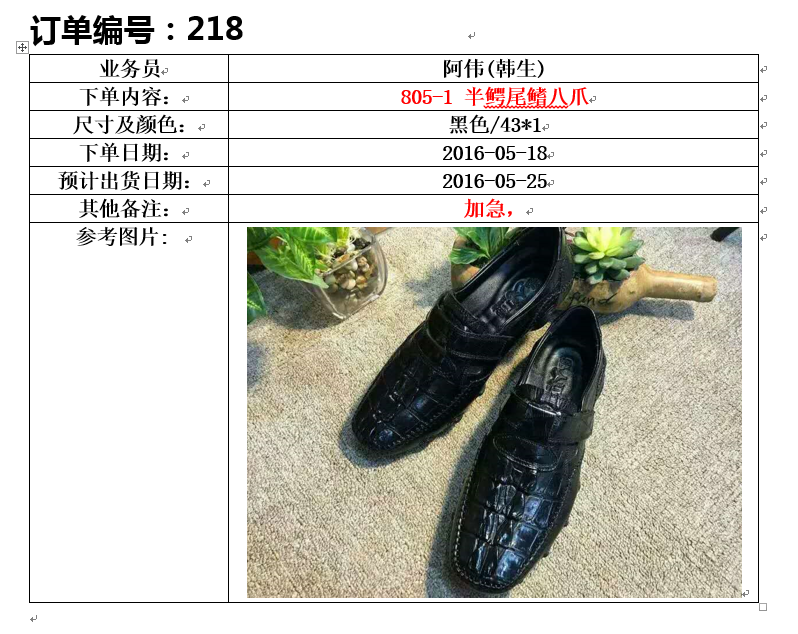 订单编号：218
业务员 阿伟(韩生)
下单内容： 805-1 半鳄尾鳍八爪
尺寸及颜色： 黑色/43*1
下单日期： 2016-05-18
预计出货日期： 2016-05-25
其他备注： 加急，
参考图片:
fund